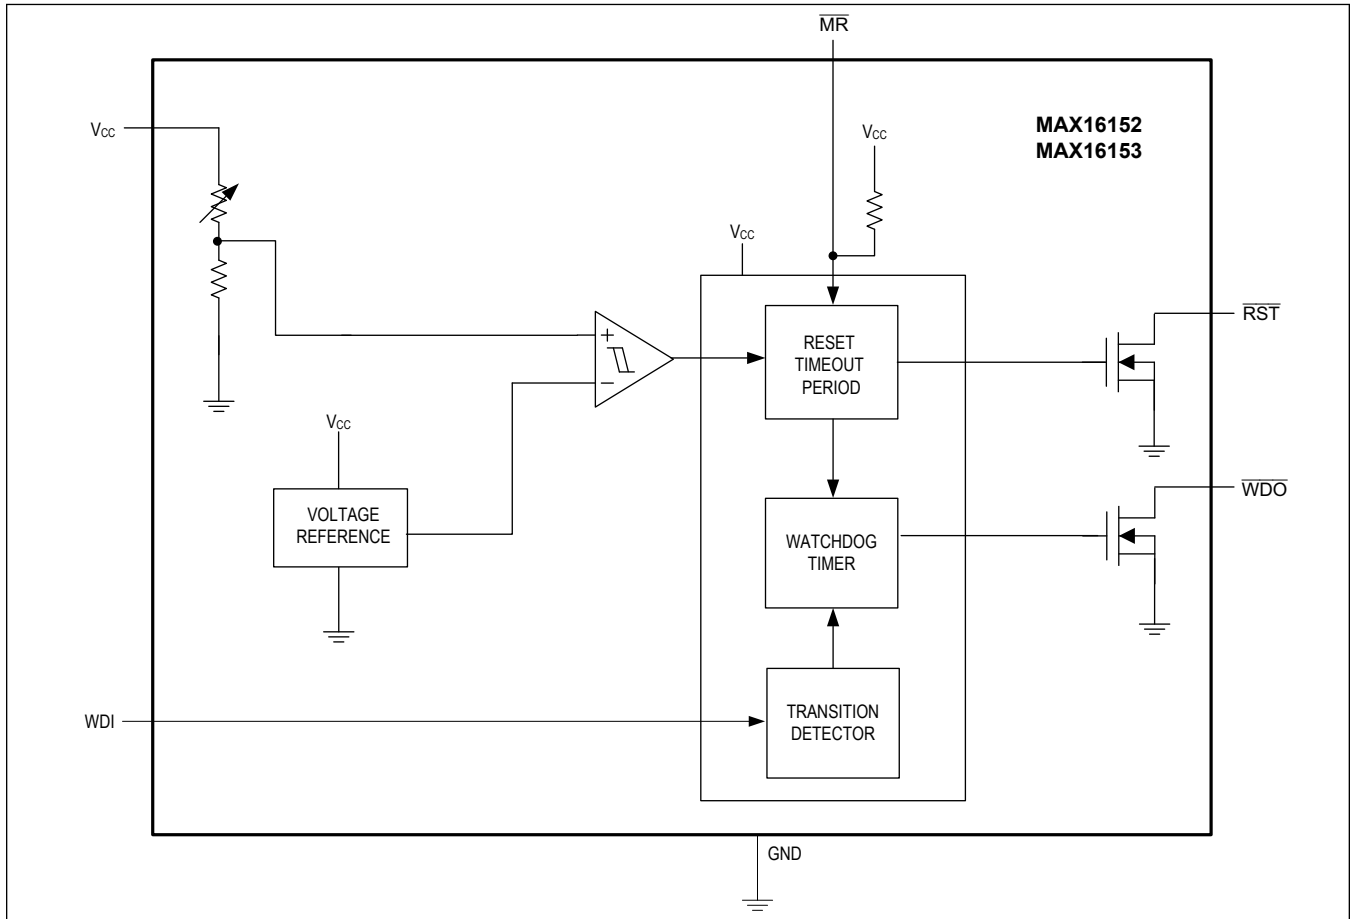 M̅R̅
MAX16152
MAX16153
VCC
VCC
VCC
RST
RESET
TIMEOUT
PERIOD
+
−
VCC
WDO
VOLTAGE
REFERENCE
WATCHDOG
TIMER
WDI
TRANSITION
DETECTOR
GND